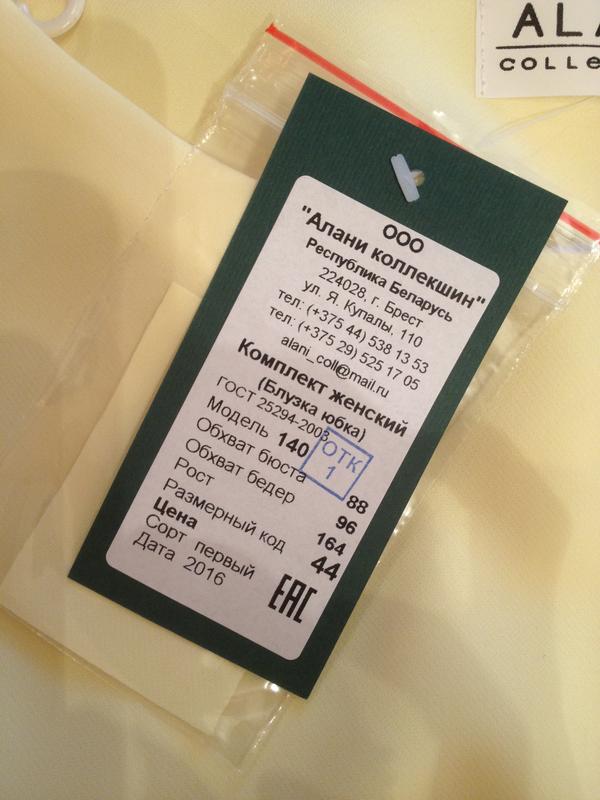 ALA
COLLE
ООО
"Алани коллекшин"
Республика Беларусь
224028, г. Брест
ул. Я. Купалы, 110
тел: (+375 44) 538 13 53
тел: (+375 29) 525 17 05
alani_coll@mail.ru
Комплект женский
(Блузка юбка)
ГОСТ 25294-2003
Модель 140
ОТК
1
Обхват бюста 88
Обхват бедер 96
Рост 164
Размерный код 44
Цена
Сорт первый
Дата 2016
ЕАС